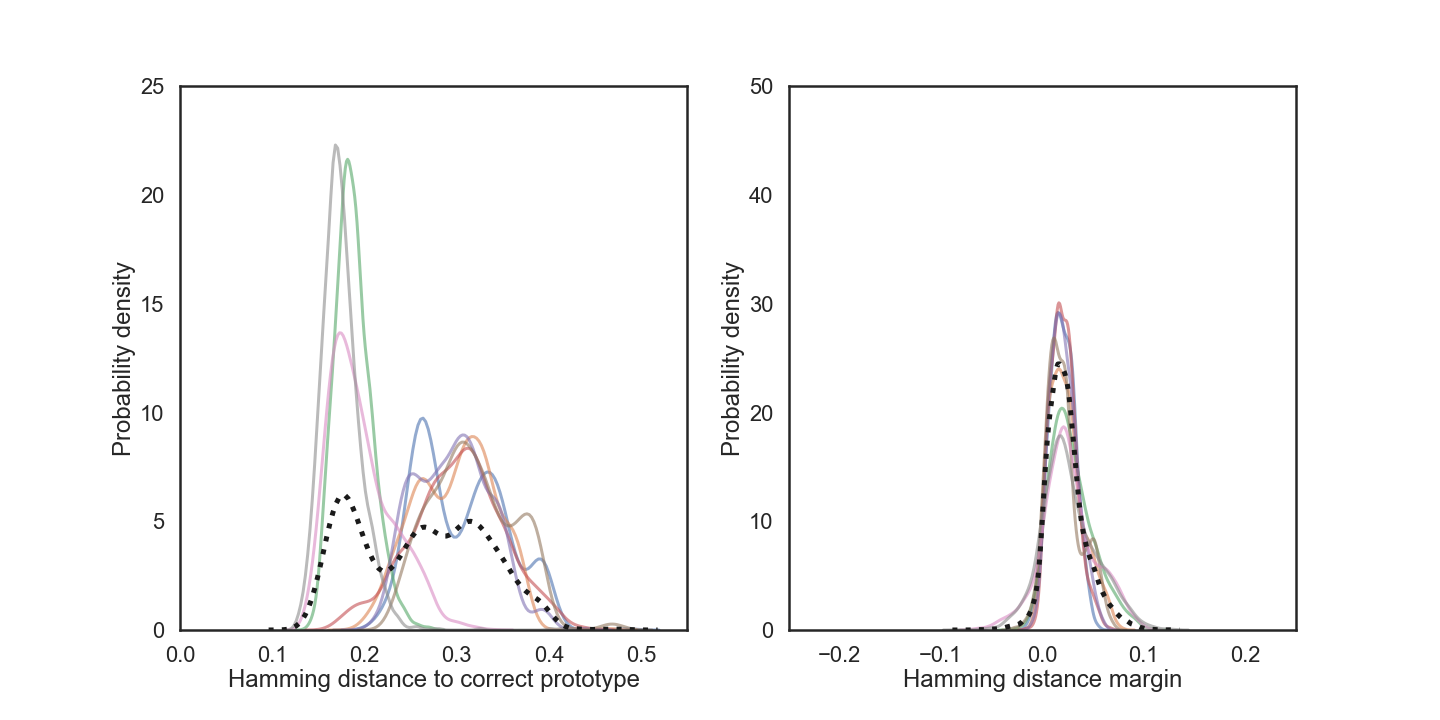 25
20
15
10
5
0
Probability density
0.0 0.1 0.2 0.3 0.4 0.5
Hamming distance to correct prototype
50
40
30
20
10
0
Probability density
−0.2 −0.1 0.0 0.1 0.2
Hamming distance margin